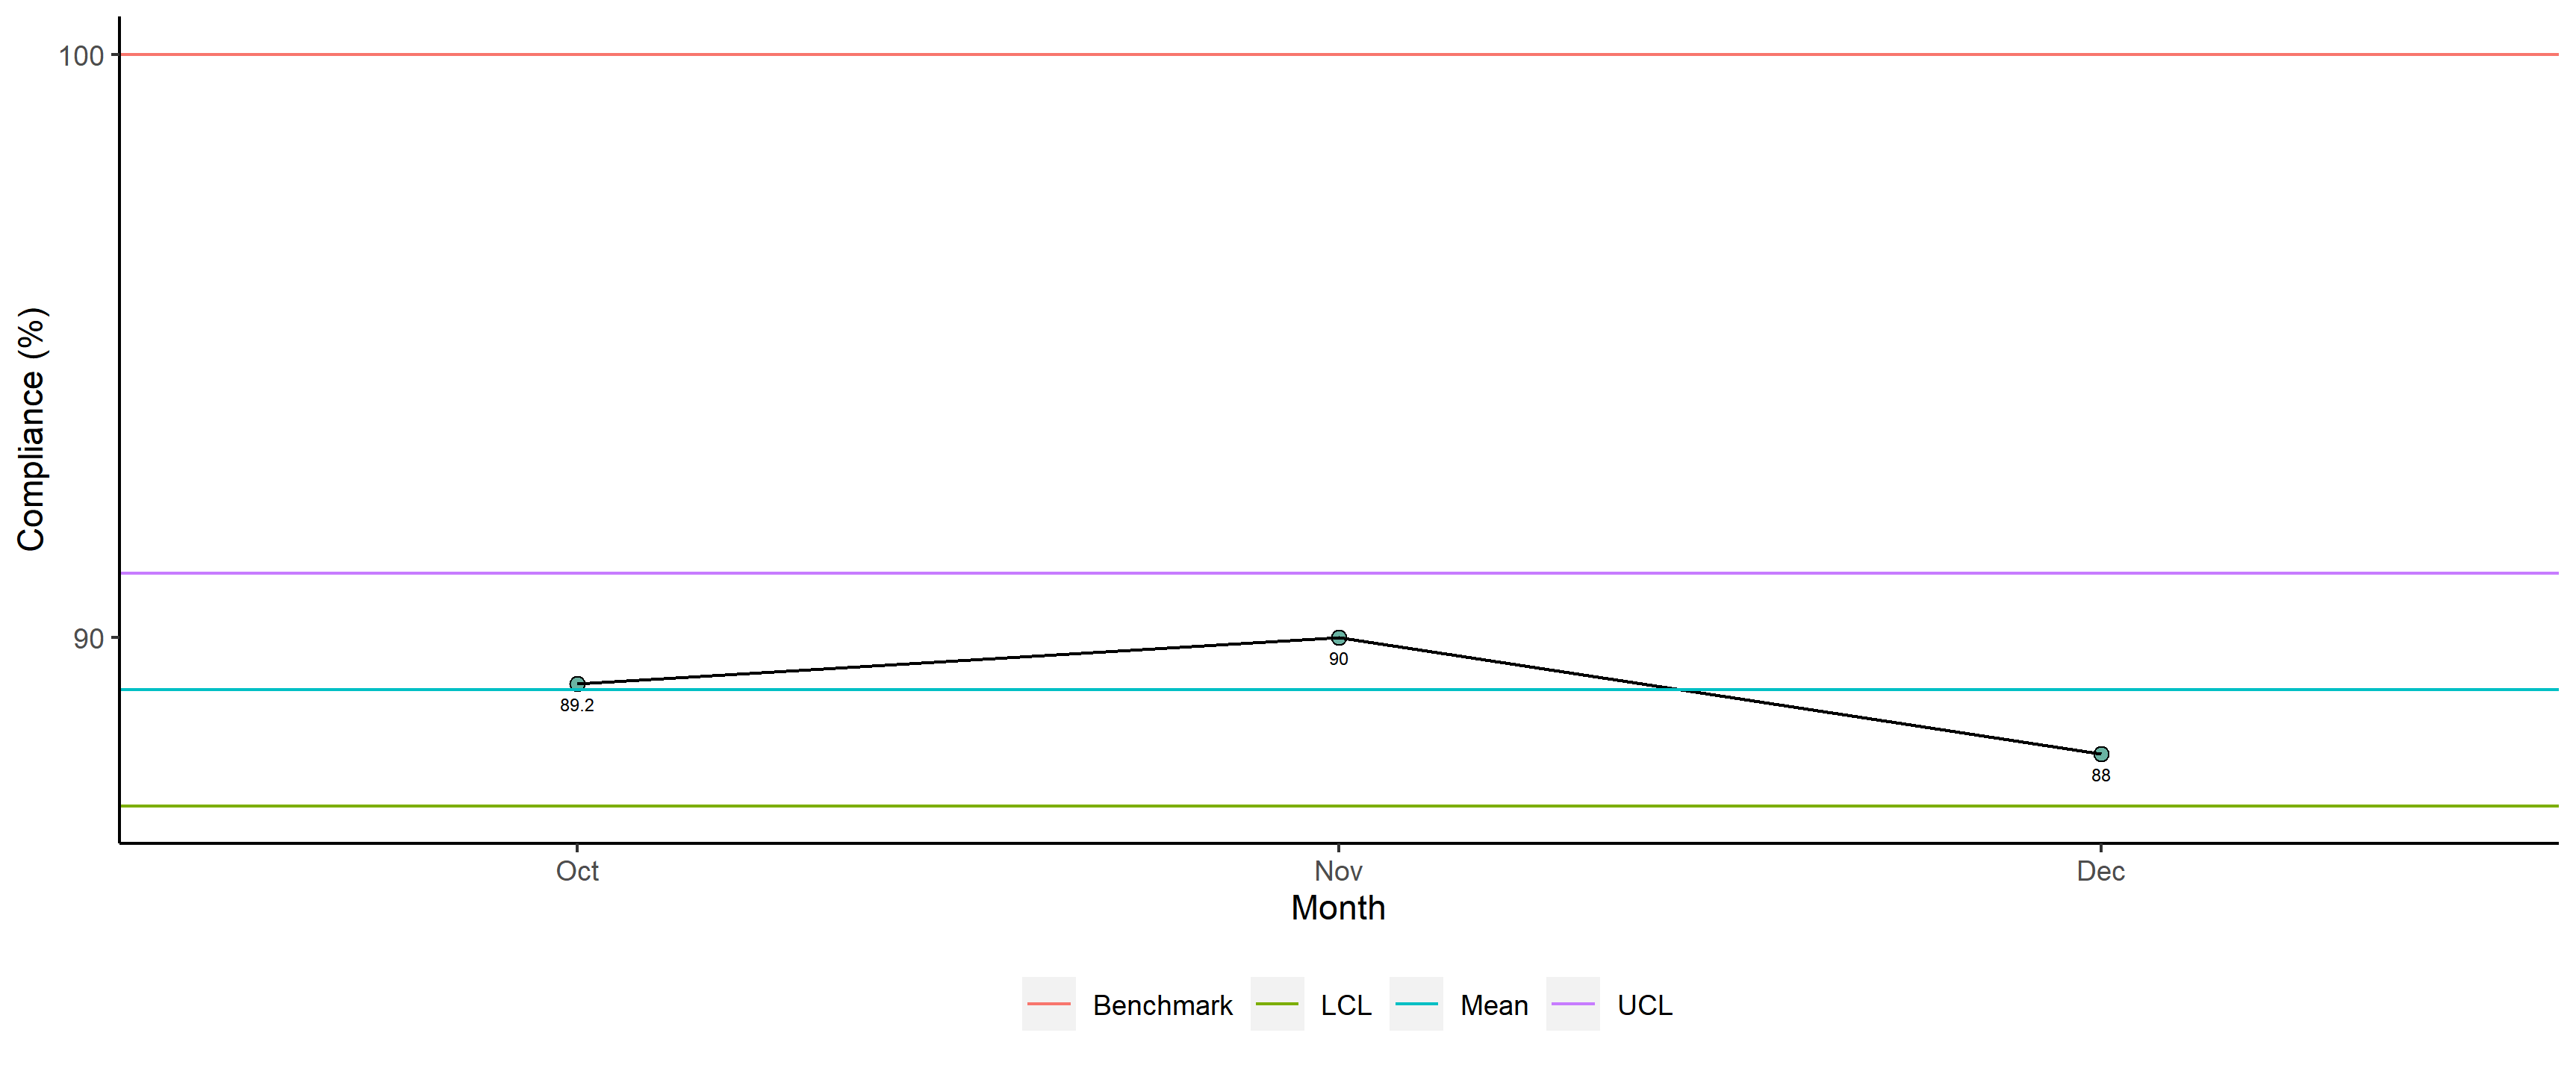 100
90
Compliance (%)
89.2
90
88
Oct Nov Dec
Month
Benchmark LCL Mean UCL